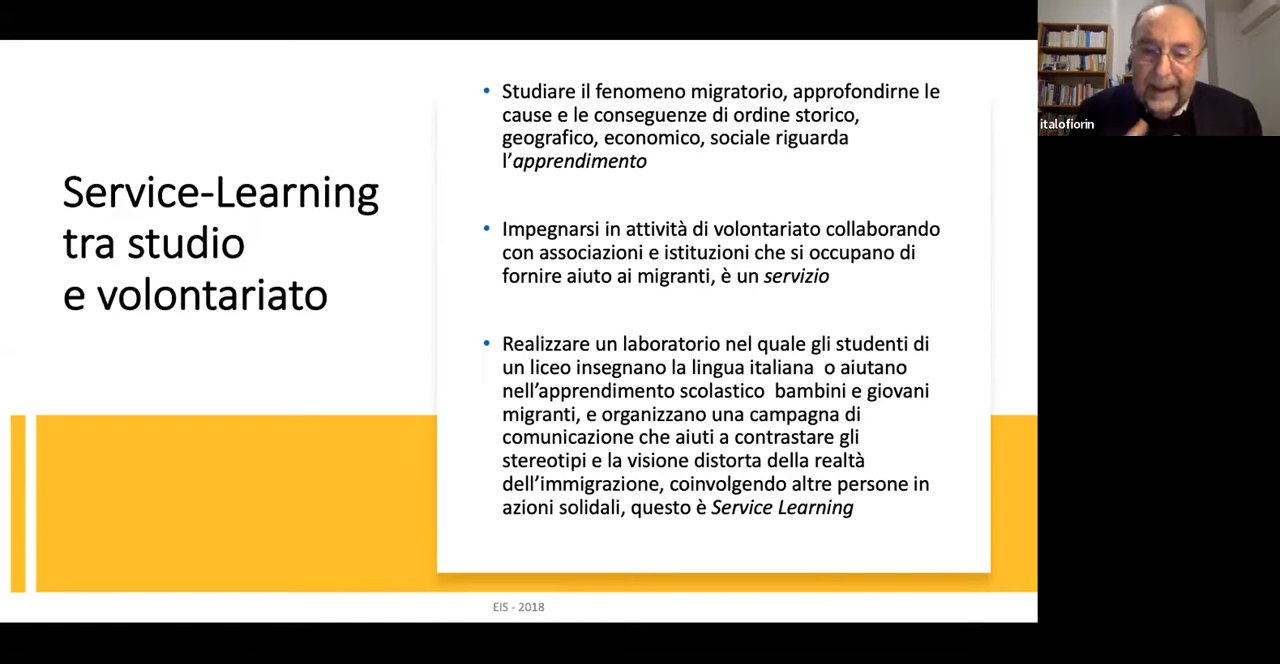 Service-Learning
tra studio
e volontariato
• Studiare il fenomeno migratorio, approfondirne le
cause e le conseguenze di ordine storico,
geografico, economico, sociale riguarda
l’apprendimento
• Impegnarsi in attività di volontariato collaborando
con associazioni e istituzioni che si occupano di
fornire aiuto ai migranti, è un servizio
• Realizzare un laboratorio nel quale gli studenti di
un liceo insegnano la lingua italiana  o aiutano
nell’apprendimento scolastico  bambini e giovani
migranti, e organizzano una campagna di
comunicazione che aiuti a contrastare gli
stereotipi e la visione distorta della realtà
dell’immigrazione, coinvolgendo altre persone in
azioni solidali, questo è Service Learning
EIS - 2018
italofiorin